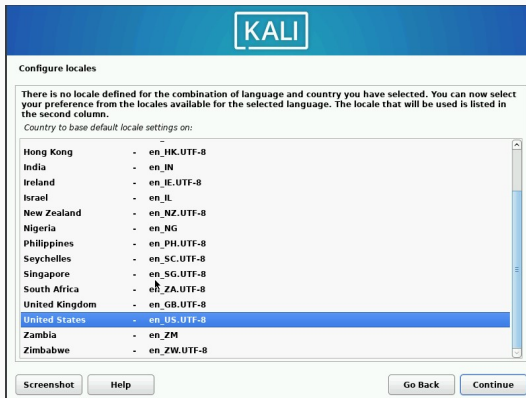 KALI
Configure locales
There is no locale defined for the combination of language and country you have selected. You can now select
your preference from the locales available for the selected language. The locale that will be used is listed in
the second column.
Country to base default locale settings on:
Hong Kong - en_HK.UTF-8
India - en_IN
Ireland - en_IE.UTF-8
Israel - en_IL
New Zealand - en_NZ.UTF-8
Nigeria - en_NG
Philippines - en_PH.UTF-8
Seychelles - en_SC.UTF-8
Singapore - en_SG.UTF-8
South Africa - en_ZA.UTF-8
United Kingdom - en_GB.UTF-8
United States - en_US.UTF-8
Zambia - en_ZM
Zimbabwe - en_ZW.UTF-8
Screenshot Help Go Back Continue